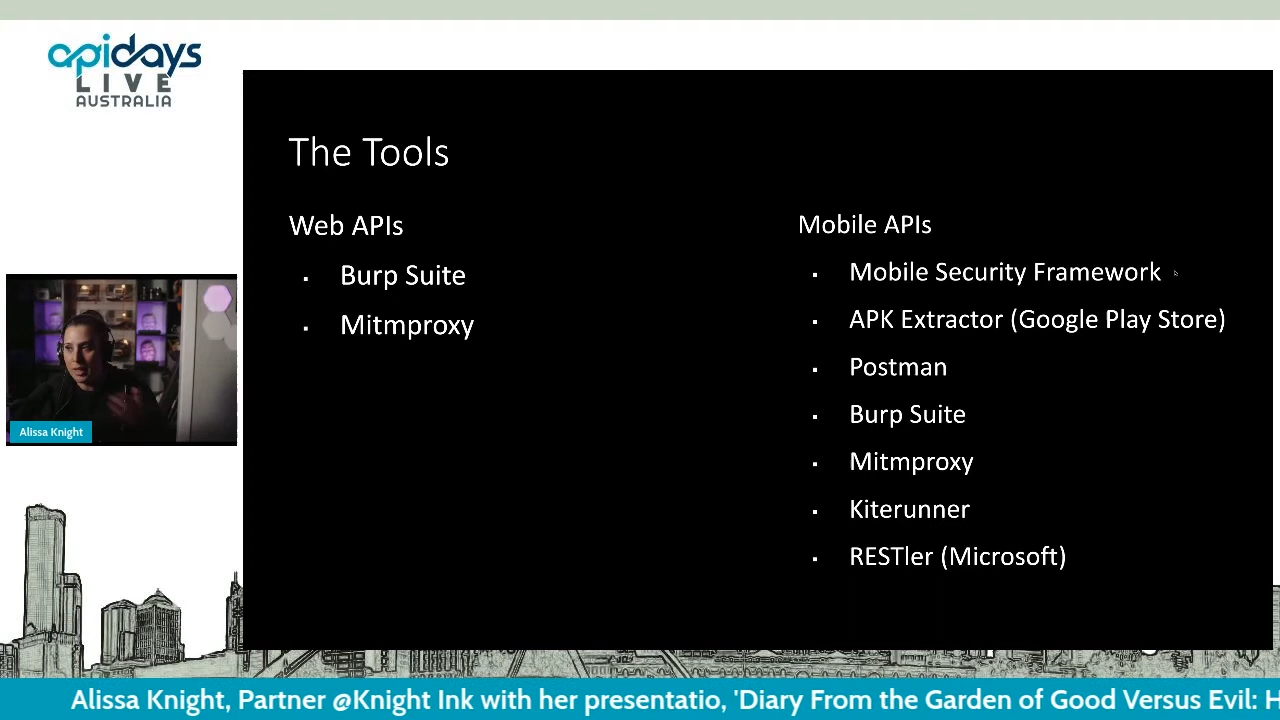 apidays
LIVE
AUSTRALIA
The Tools
Web APIs
Burp Suite
Mitmproxy
Mobile APIs
Mobile Security Framework
APK Extractor (Google Play Store)
Postman
Burp Suite
Mitmproxy
Kiterunner
RESTler (Microsoft)
Alissa Knight
Alissa Knight, Partner @Knight Ink with her presentatio, 'Diary From the Garden of Good Versus Evil: H